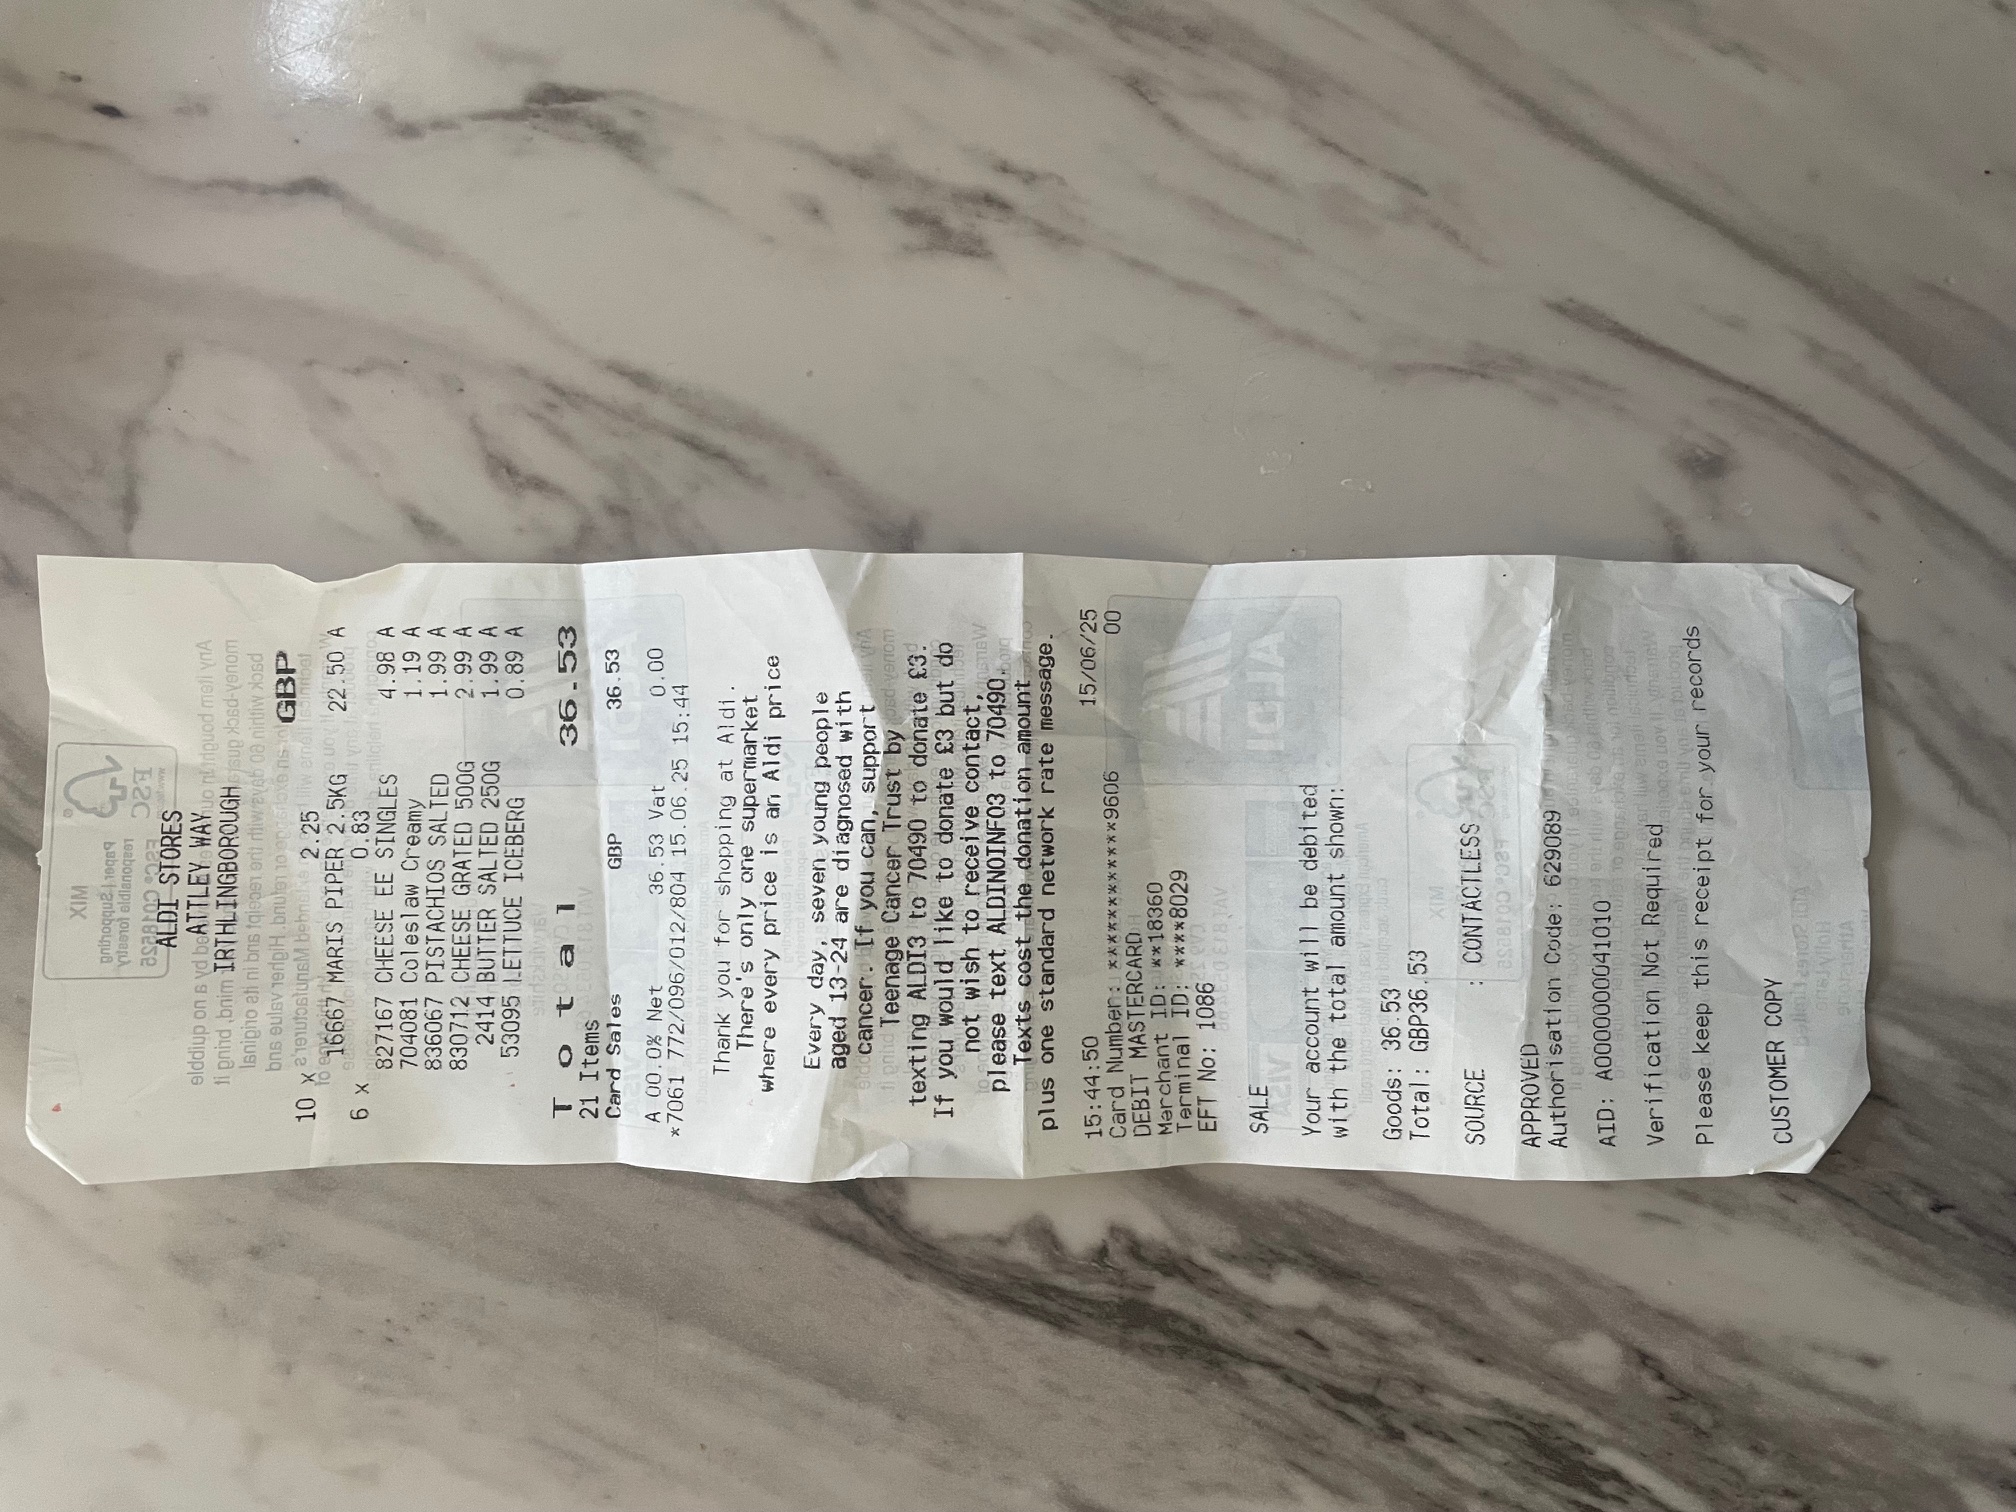 ALDI STORES
ATTLEY WAY
IRTHLINGBOROUGH
GBP
10 x 2.25
16667 MARIS PIPER 2.5KG 22.50 A
6 x 0.83
827167 CHEESE EE SINGLES 4.98 A
704081 Coleslaw Creamy 1.19 A
836067 PISTACHIOS SALTED 1.99 A
830712 CHEESE GRATED 500G 2.99 A
2414 BUTTER SALTED 250G 1.99 A
53095 LETTUCE ICEBERG 0.89 A
Total 36.53
21 Items
Card Sales GBP 36.53
A 00.0% Net 36.53 Vat 0.00
*7061 772/096/012/804 15.06.25 15:44
Thank you for shopping at Aldi.
There's only one supermarket
where every price is an Aldi price
Every day, seven young people
aged 13-24 are diagnosed with
cancer. If you can, support
Teenage Cancer Trust by
texting ALDI3 to 70490 to donate £3.
If you would like to donate £3 but do
not wish to receive contact,
please text ALDINOINFO3 to 70490.
Texts cost the donation amount
plus one standard network rate message.
15:44:50 15/06/25
Card Number: ************9606 00
DEBIT MASTERCARD
Merchant ID: **18360
Terminal ID: ****8029
EFT No: 1086
SALE
Your account will be debited
with the total amount shown:
Goods: 36.53
Total: GBP36.53
SOURCE : CONTACTLESS
APPROVED
Authorisation Code: 629089
AID: A0000000041010
Verification Not Required
Please keep this receipt for your records
CUSTOMER COPY